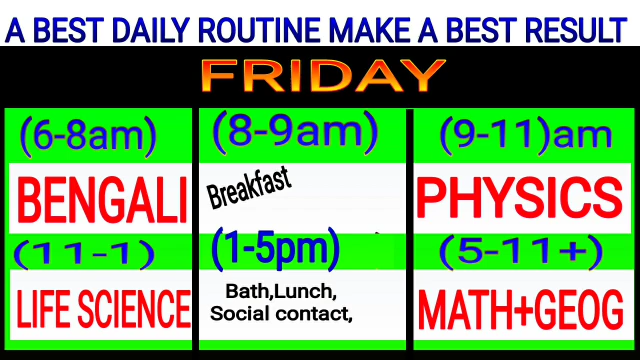 A BEST DAILY ROUTINE MAKE A BEST RESULT
FRIDAY
(6-8am)
BENGALI
(8-9am)
Breakfast
(9-11)am
PHYSICS
(11-1)
LIFE SCIENCE
(1-5pm)
Bath,Lunch,
Social contact,
(5-11+)
MATH+GEOG